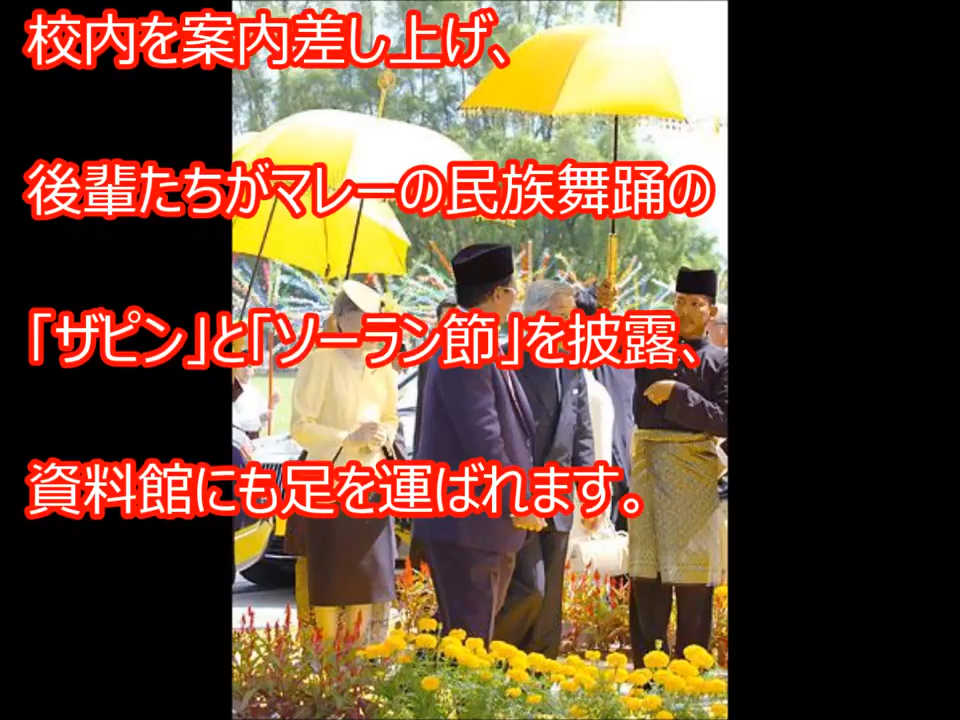 校内を案内差し上げ、
後輩たちがマレーの民族舞踊の
「ザピン」と「ソーラン節」を披露、
資料館にも足を運ばれます。